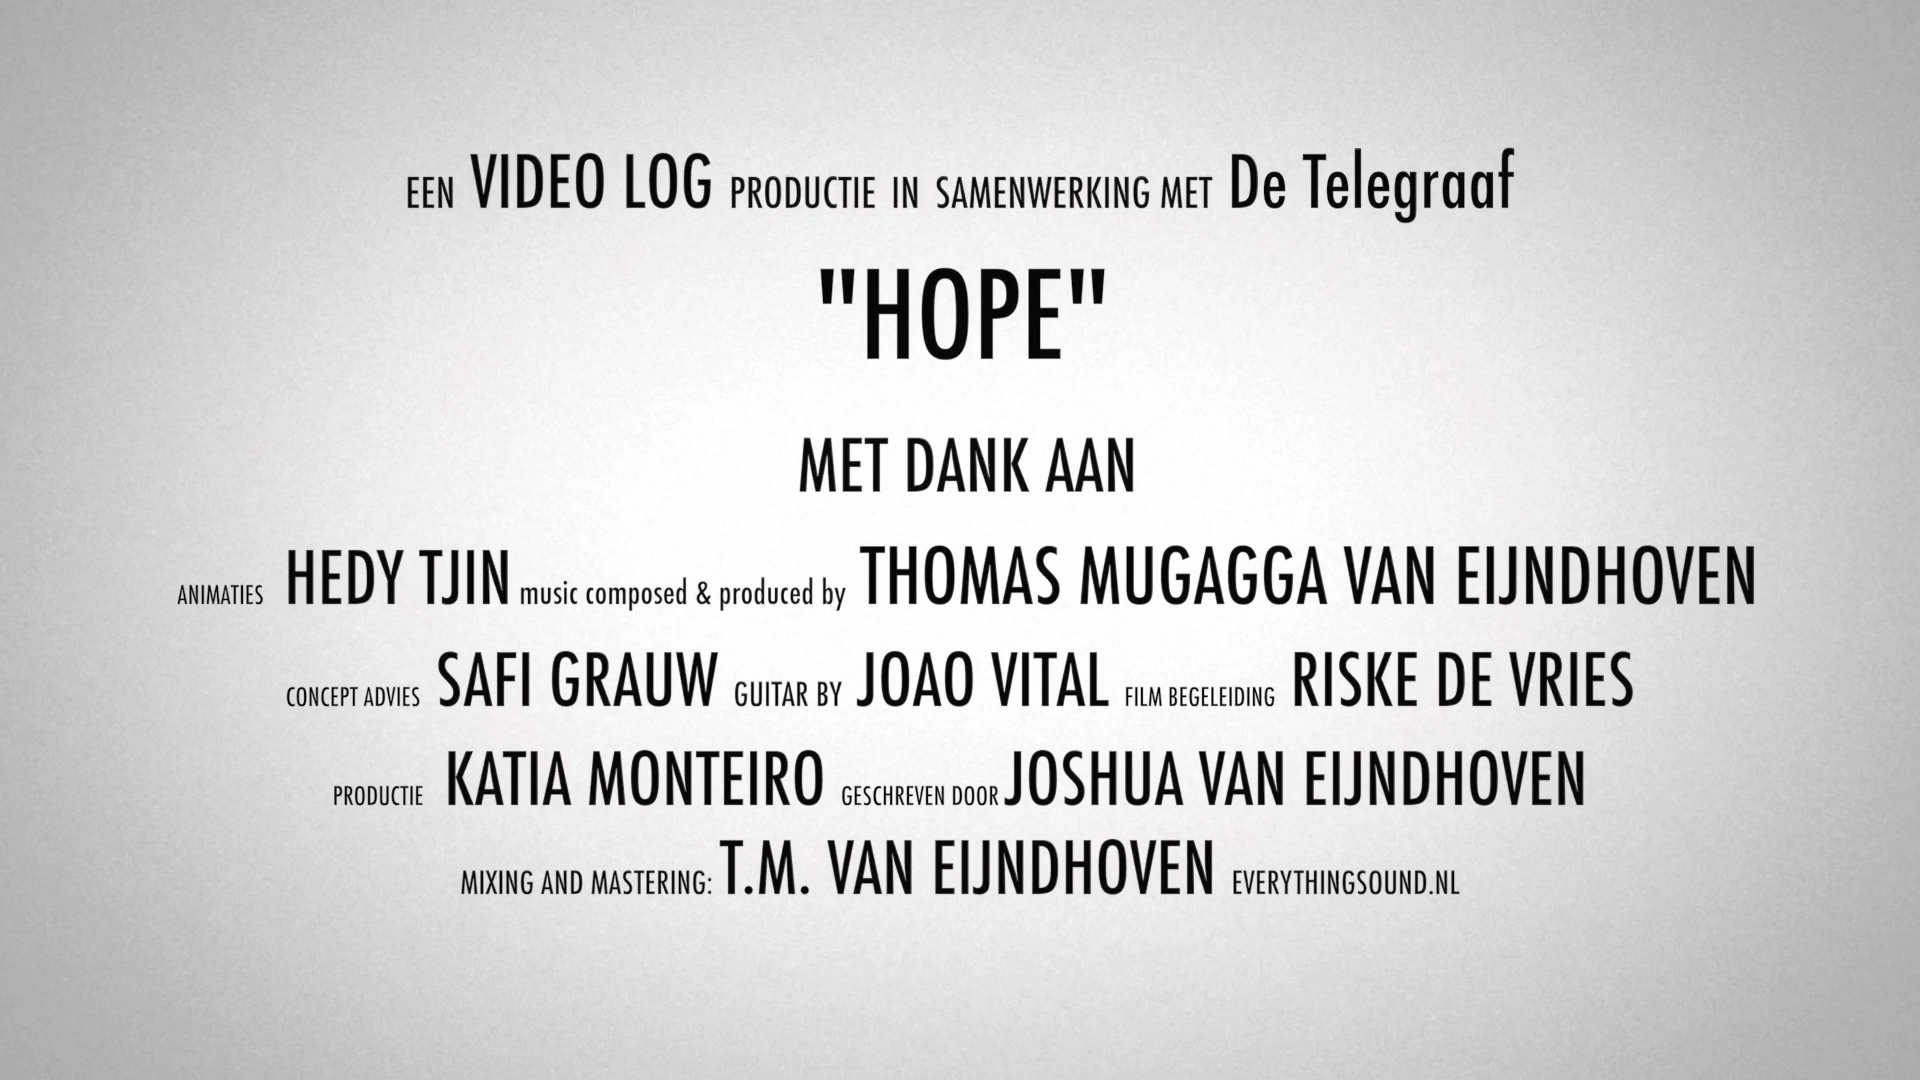 EEN VIDEO LOG PRODUCTIE IN SAMENWERKING MET De Telegraaf
"HOPE"
MET DANK AAN
ANIMATIES HEDY TJIN music composed & produced by THOMAS MUGAGGA VAN EIJNDHOVEN
CONCEPT ADVIES SAFI GRAUW GUITAR BY JOAO VITAL FILM BEGELEIDING RISKE DE VRIES
PRODUCTIE KATIA MONTEIRO GESCHREVEN DOOR JOSHUA VAN EIJNDHOVEN
MIXING AND MASTERING: T.M. VAN EIJNDHOVEN EVERYTHINGSOUND.NL